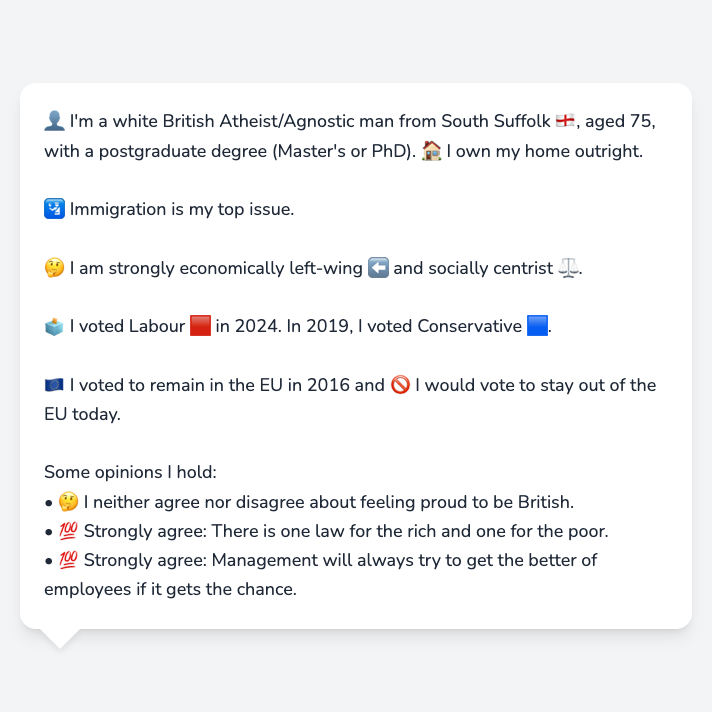 👤 I'm a white British Atheist/Agnostic man from South Suffolk 🏴󠁧󠁢󠁥󠁮󠁧󠁿, aged 75,
with a postgraduate degree (Master's or PhD). 🏠 I own my home outright.
🛂 Immigration is my top issue.
🤔 I am strongly economically left-wing ⬅️ and socially centrist ⚖️.
🗳️ I voted Labour 🟥 in 2024. In 2019, I voted Conservative 🟦.
🇪🇺 I voted to remain in the EU in 2016 and 🚫 I would vote to stay out of the
EU today.
Some opinions I hold:
• 🤔 I neither agree nor disagree about feeling proud to be British.
• 💯 Strongly agree: There is one law for the rich and one for the poor.
• 💯 Strongly agree: Management will always try to get the better of
employees if it gets the chance.